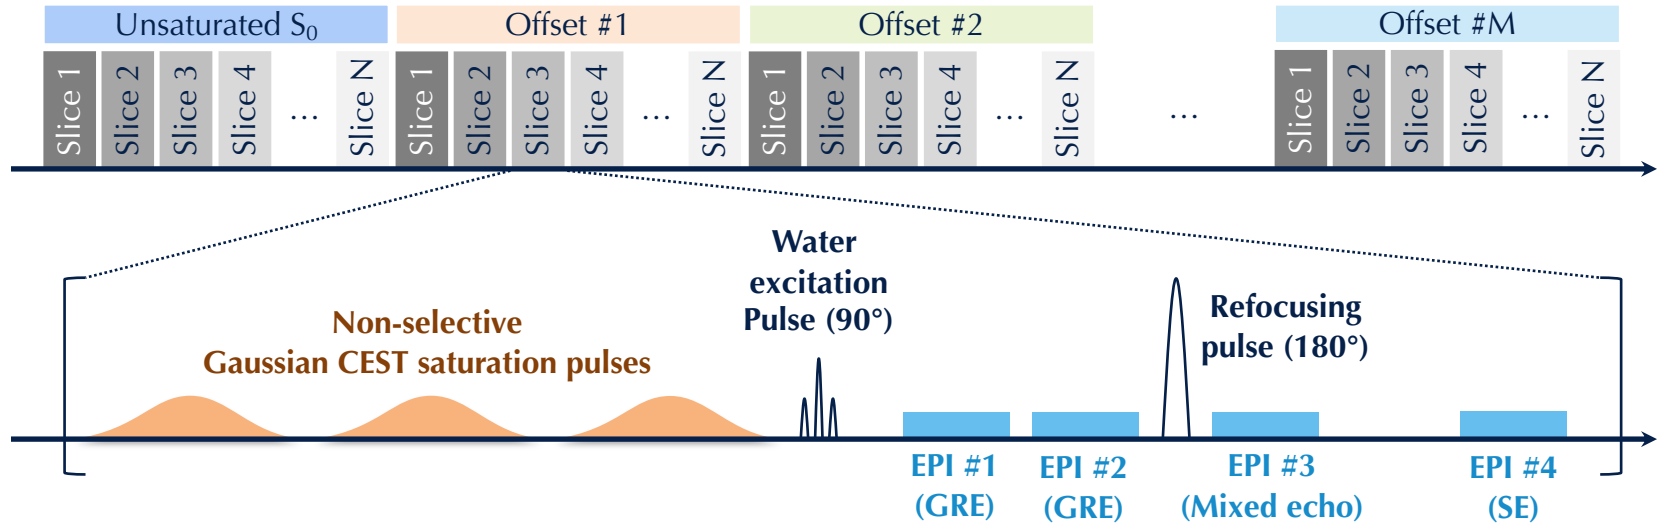 Unsaturated S₀
Offset #1
Offset #2
Offset #M
Slice 1
Slice 2
Slice 3
Slice 4
...
Slice N
Slice 1
Slice 2
Slice 3
Slice 4
...
Slice N
Slice 1
Slice 2
Slice 3
Slice 4
...
Slice N
...
Slice 1
Slice 2
Slice 3
Slice 4
...
Slice N
Non-selective
Gaussian CEST saturation pulses
Water
excitation
Pulse (90°)
Refocusing
pulse (180°)
EPI #1
(GRE)
EPI #2
(GRE)
EPI #3
(Mixed echo)
EPI #4
(SE)